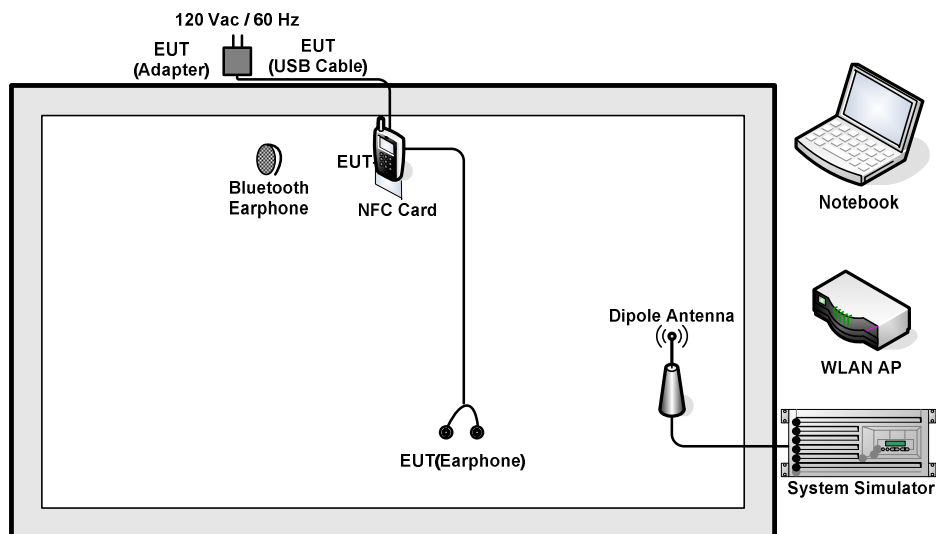 120 Vac / 60 Hz
EUT
(Adapter)
EUT
(USB Cable)
EUT
Bluetooth
Earphone
NFC Card
Notebook
Dipole Antenna
WLAN AP
EUT(Earphone)
System Simulator